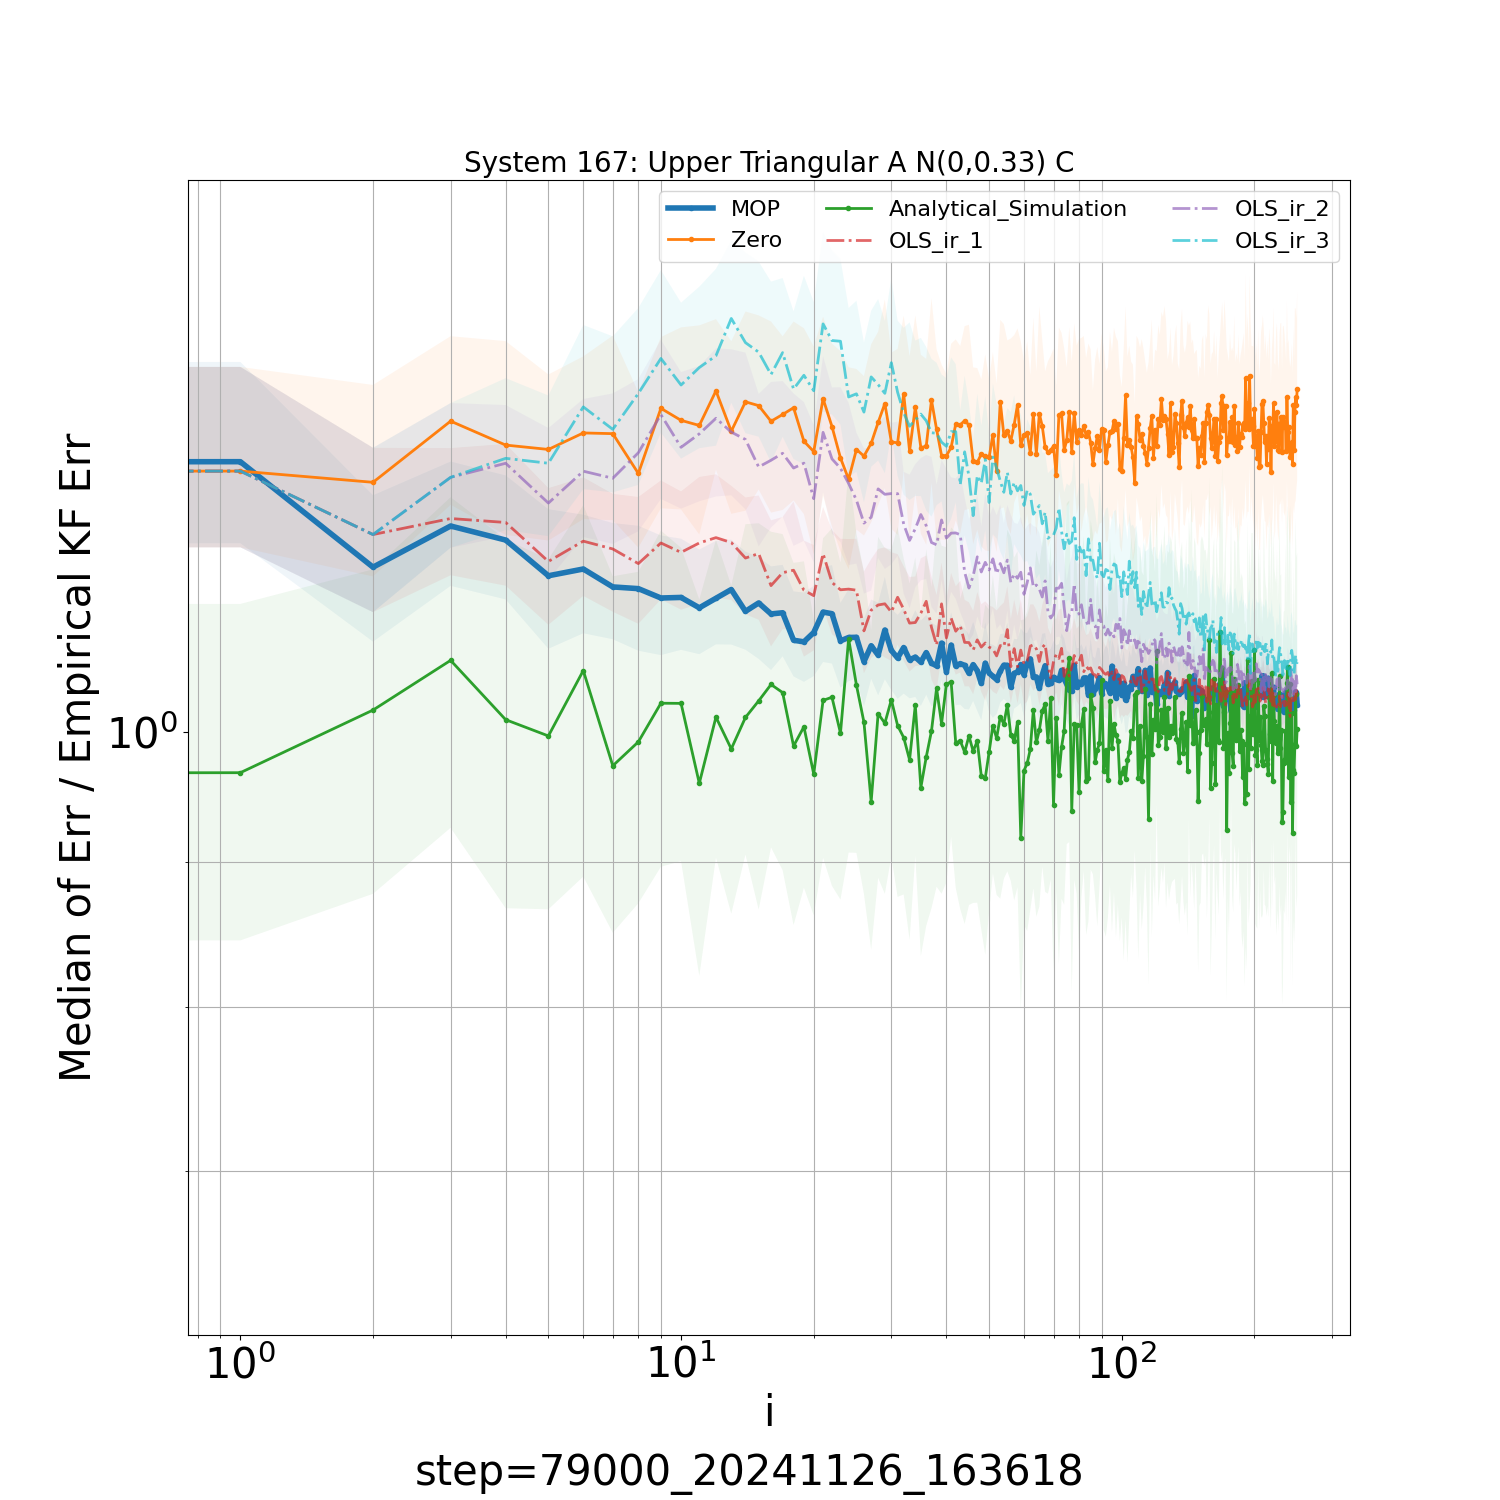 System 167: Upper Triangular A N(0,0.33) C
MOP
Zero
Analytical_Simulation
OLS_ir_1
OLS_ir_2
OLS_ir_3
Median of Err / Empirical KF Err
10⁰
10⁰
10¹
10²
i
step=79000_20241126_163618